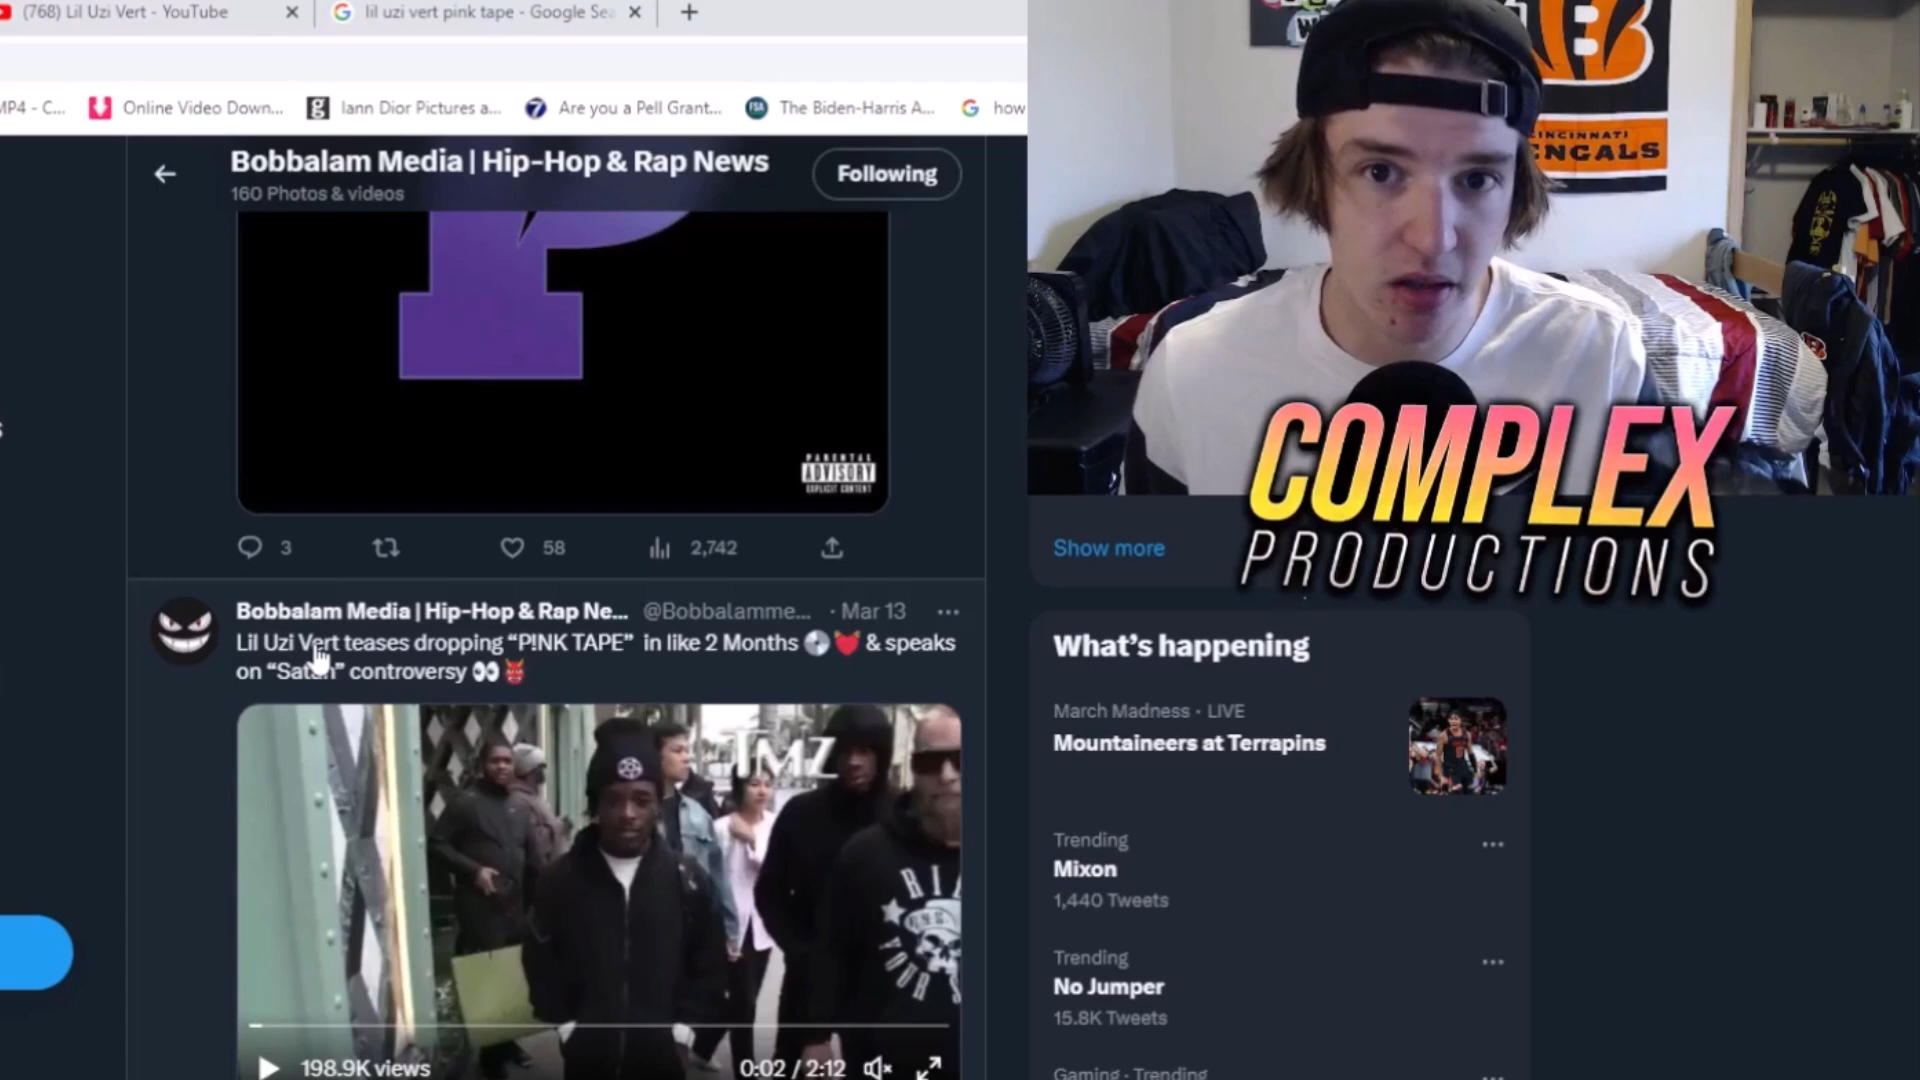 (768) Lil Uzi Vert - YouTube
lil uzi vert pink tape - Google Sea
MP4 - C...
Online Video Down...
Iann Dior Pictures a...
Are you a Pell Grant...
FSA
The Biden-Harris A...
how
Bobbalam Media | Hip-Hop & Rap News
160 Photos & videos
Following
PARENTAL
ADVISORY
EXPLICIT CONTENT
3
58
2,742
Bobbalam Media | Hip-Hop & Rap Ne... @Bobbalamme... · Mar 13
Lil Uzi Vert teases dropping “P!NK TAPE” in like 2 Months 💿💓 & speaks
on “Satan” controversy 👀👹
TMZ
198.9K views
0:02 / 2:12
B
CINCINNATI
BENGALS
COMPLEX
PRODUCTIONS
Show more
What’s happening
March Madness · LIVE
Mountaineers at Terrapins
Trending
Mixon
1,440 Tweets
Trending
No Jumper
15.8K Tweets
Gaming · Trending